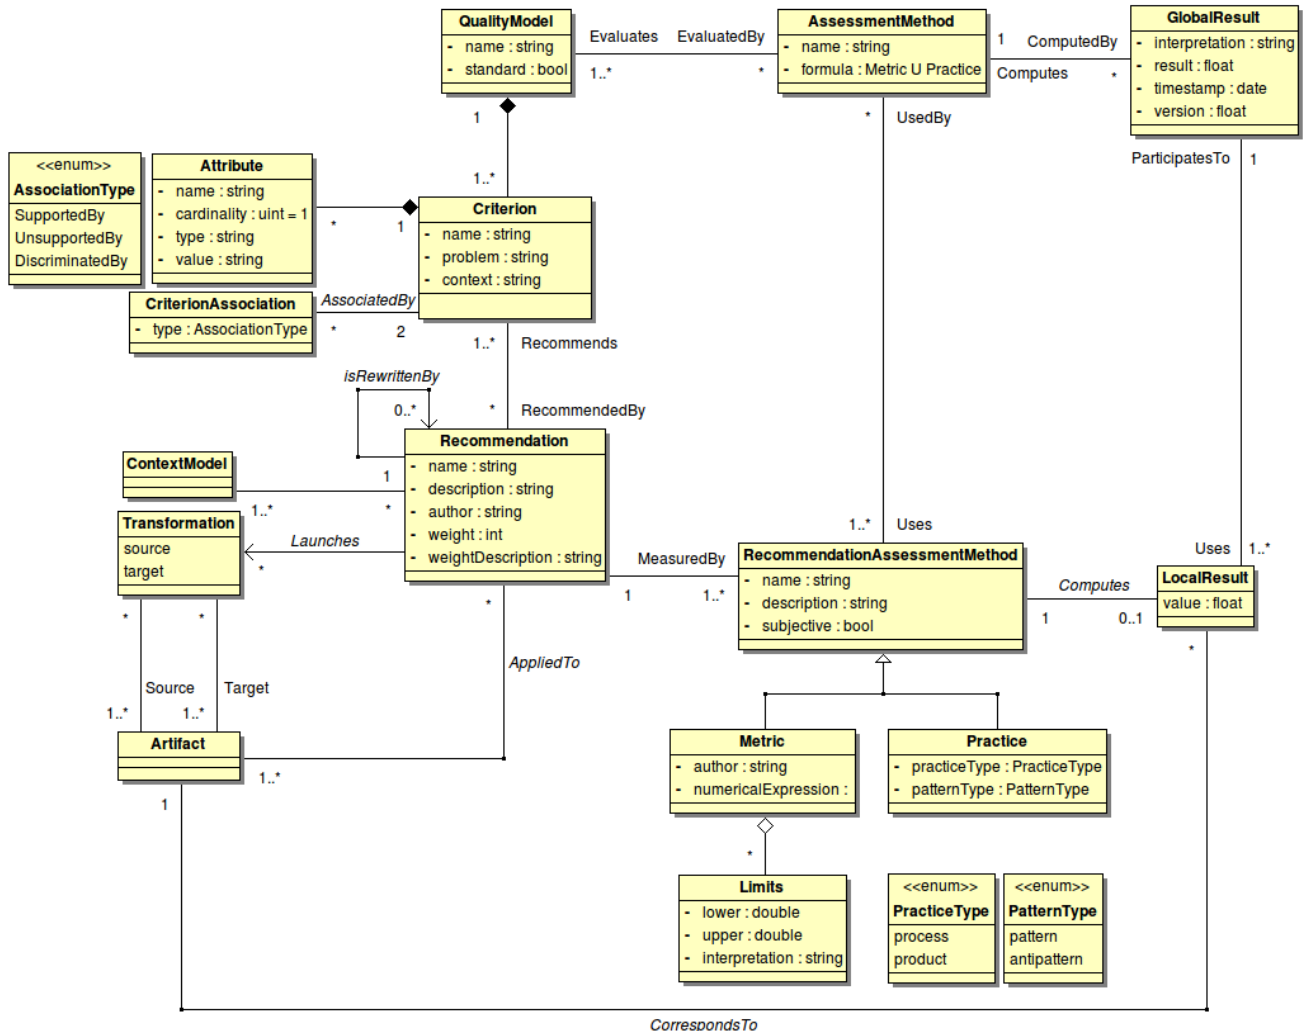 QualityModel
- name : string
- standard : bool
Evaluates
EvaluatedBy
1..*
*
AssessmentMethod
- name : string
- formula : Metric U Practice
1
ComputedBy
Computes
*
GlobalResult
- interpretation : string
- result : float
- timestamp : date
- version : float
1
1..*
*
UsedBy
ParticipatesTo
1
<<enum>>
AssociationType
SupportedBy
UnsupportedBy
DiscriminatedBy
Attribute
- name : string
- cardinality : uint = 1
- type : string
- value : string
*
1
Criterion
- name : string
- problem : string
- context : string
CriterionAssociation
- type : AssociationType
AssociatedBy
*
2
1..*
Recommends
isRewrittenBy
0..*
*
RecommendedBy
1
Recommendation
- name : string
- description : string
- author : string
- weight : int
- weightDescription : string
ContextModel
1..*
*
Transformation
source
target
Launches
*
1..*
Uses
MeasuredBy
1
1..*
RecommendationAssessmentMethod
- name : string
- description : string
- subjective : bool
Uses
1..*
Computes
1
0..1
LocalResult
value : float
*
*
*
Source
Target
1..*
1..*
*
AppliedTo
Artifact
1..*
1
Metric
- author : string
- numericalExpression :
Practice
- practiceType : PracticeType
- patternType : PatternType
*
Limits
- lower : double
- upper : double
- interpretation : string
<<enum>>
PracticeType
process
product
<<enum>>
PatternType
pattern
antipattern
CorrespondsTo